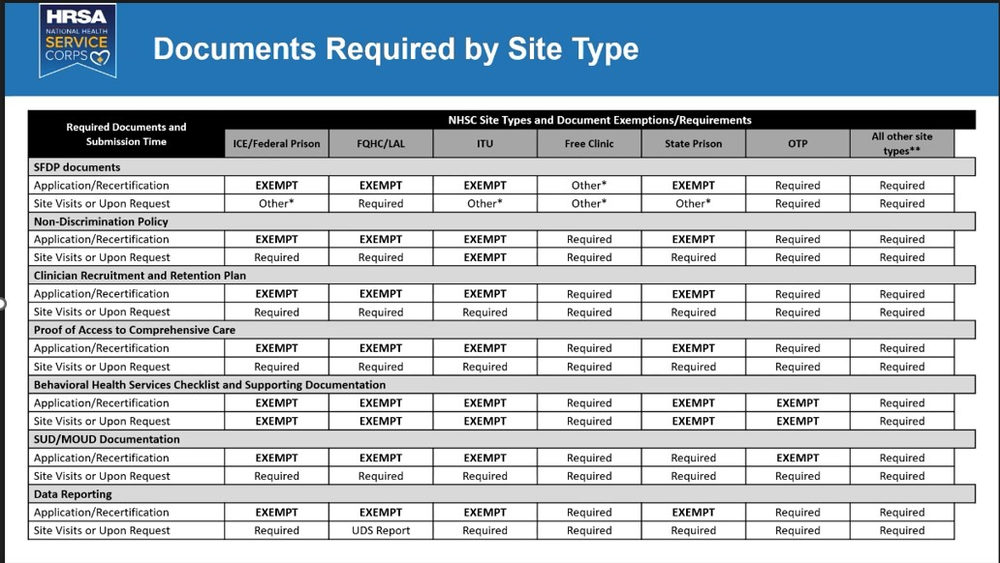 HRSA
NATIONAL HEALTH
SERVICE
CORPS
Documents Required by Site Type
Required Documents and Submission Time NHSC Site Types and Document Exemptions/Requirements
ICE/Federal Prison FQHC/LAL ITU Free Clinic State Prison OTP All other site types**
SFDP documents
Application/Recertification EXEMPT EXEMPT EXEMPT Other* EXEMPT Required Required
Site Visits or Upon Request Other* Required Other* Other* Other* Required Required
Non-Discrimination Policy
Application/Recertification EXEMPT EXEMPT EXEMPT Required EXEMPT Required Required
Site Visits or Upon Request Required Required EXEMPT Required Required Required Required
Clinician Recruitment and Retention Plan
Application/Recertification EXEMPT EXEMPT EXEMPT Required EXEMPT Required Required
Site Visits or Upon Request Required Required Required Required Required Required Required
Proof of Access to Comprehensive Care
Application/Recertification EXEMPT EXEMPT EXEMPT Required EXEMPT Required Required
Site Visits or Upon Request Required Required Required Required Required Required Required
Behavioral Health Services Checklist and Supporting Documentation
Application/Recertification EXEMPT EXEMPT EXEMPT Required EXEMPT EXEMPT Required
Site Visits or Upon Request EXEMPT EXEMPT EXEMPT Required EXEMPT EXEMPT Required
SUD/MOUD Documentation
Application/Recertification EXEMPT EXEMPT EXEMPT Required Required EXEMPT Required
Site Visits or Upon Request Required Required Required Required Required Required Required
Data Reporting
Application/Recertification EXEMPT EXEMPT EXEMPT Required EXEMPT Required Required
Site Visits or Upon Request Required UDS Report Required Required Required Required Required